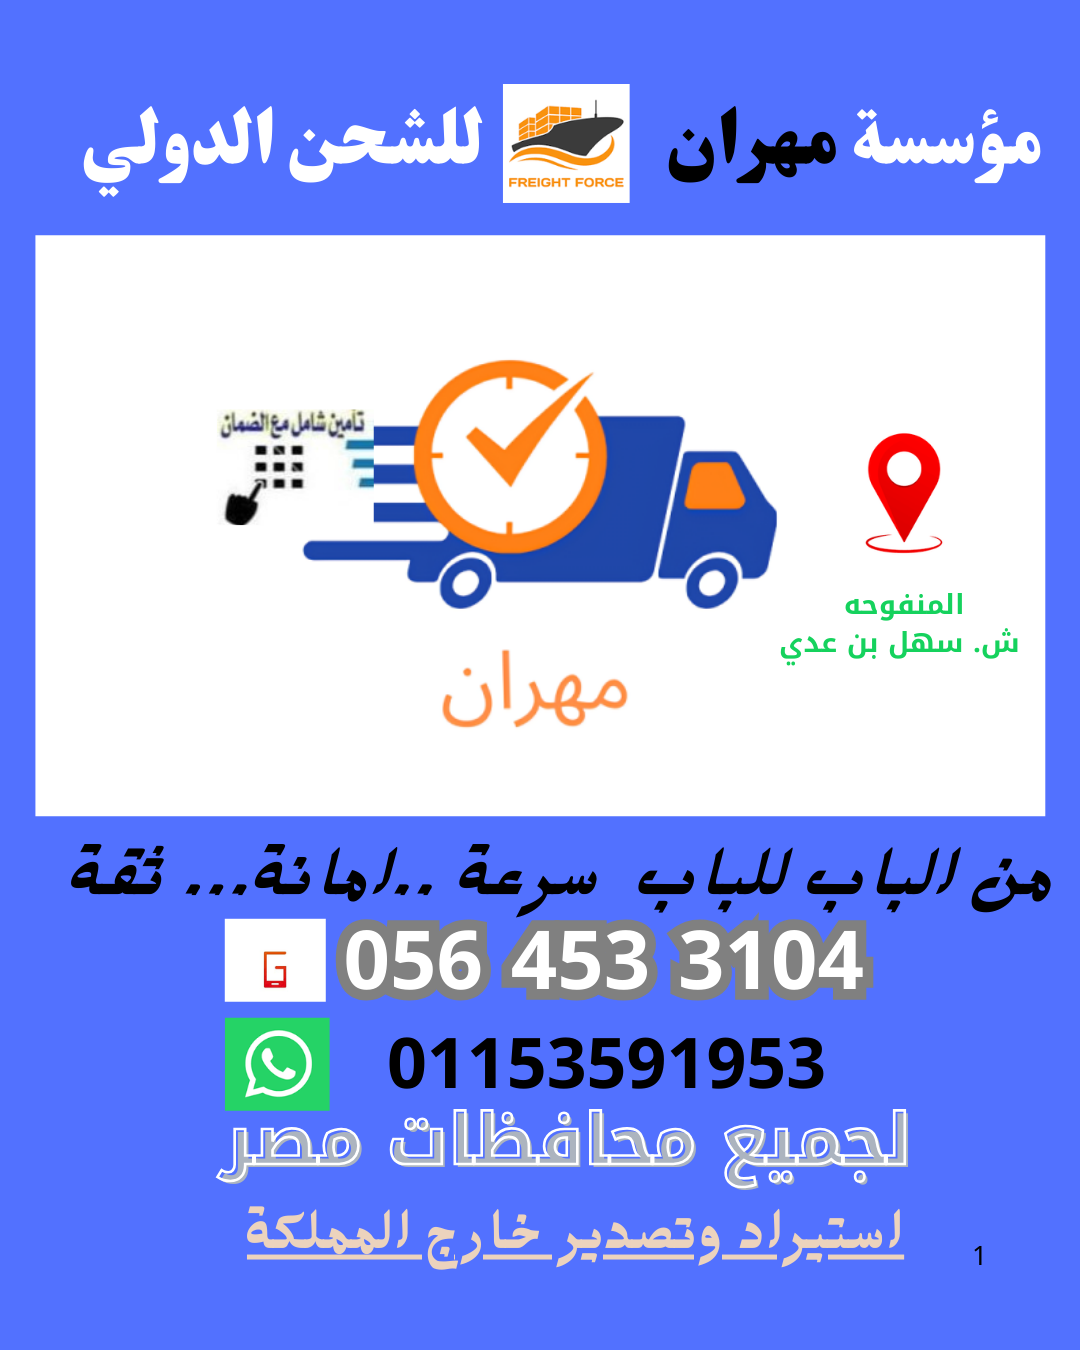 مؤسسة مهران للشحن الدولي
FREIGHT FORCE
تأمين شامل مع الضمان
المنفوحه
ش. سهل بن عدي
مهران
من الباب للباب سرعة ..امانة... ثقة
056 453 3104
01153591953
لجميع محافظات مصر
استيراد وتصدير خارج المملكة
1